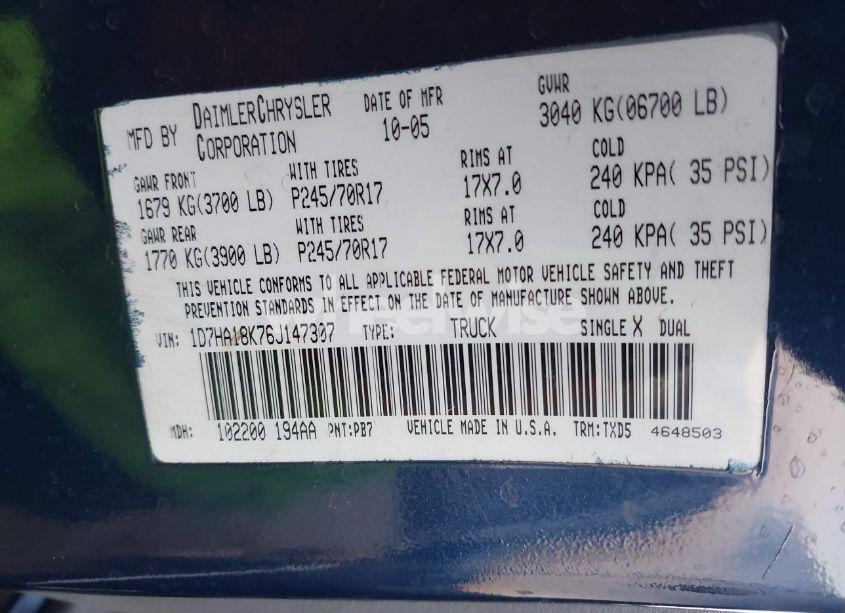 MFD BY DAIMLERCHRYSLER CORPORATION DATE OF MFR 10-05 GVWR 3040 KG(06700 LB)
GAWR FRONT WITH TIRES RIMS AT COLD
1679 KG(3700 LB) P245/70R17 17X7.0 240 KPA( 35 PSI)
GAWR REAR WITH TIRES RIMS AT COLD
1770 KG(3900 LB) P245/70R17 17X7.0 240 KPA( 35 PSI)
THIS VEHICLE CONFORMS TO ALL APPLICABLE FEDERAL MOTOR VEHICLE SAFETY AND THEFT
PREVENTION STANDARDS IN EFFECT ON THE DATE OF MANUFACTURE SHOWN ABOVE.
VIN: 1D7HA18K76J147307 TYPE: TRUCK SINGLE X DUAL
MDH: 102200 194AA PNT:PB7 VEHICLE MADE IN U.S.A. TRM:TXD5 4648503